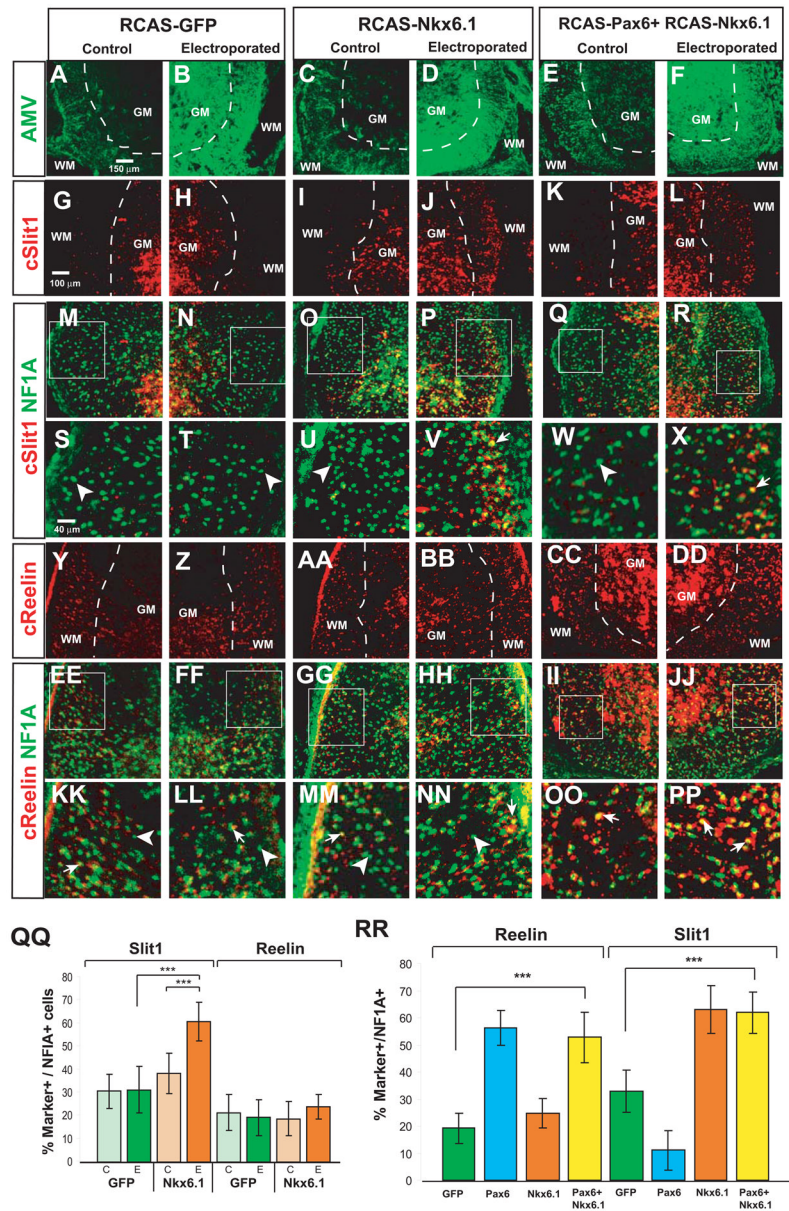 RCAS-GFP RCAS-Nkx6.1 RCAS-Pax6+ RCAS-Nkx6.1
Control Electroporated Control Electroporated Control Electroporated
AMV
A B C D E F
GM GM GM GM GM GM
WM WM WM WM WM WM
150 μm
cSlit1
G H I J K L
WM GM GM WM WM GM GM WM WM GM GM WM
100 μm
cSlit1 NF1A
M N O P Q R
S T U V W X
40 μm
cReelin
Y Z AA BB CC DD
WM GM GM WM WM WM GM WM GM WM
cReelin NF1A
EE FF GG HH II JJ
KK LL MM NN OO PP
QQ
Slit1 Reelin
*** 
***
% Marker+ / NFIA+ cells
80
70
60
50
40
30
20
10
0
C E C E C E C E
GFP Nkx6.1 GFP Nkx6.1
RR
Reelin Slit1
*** ***
% Marker+/NF1A+
80
70
60
50
40
30
20
10
0
GFP Pax6 Nkx6.1 Pax6+ GFP Pax6 Nkx6.1 Pax6+
Nkx6.1 Nkx6.1